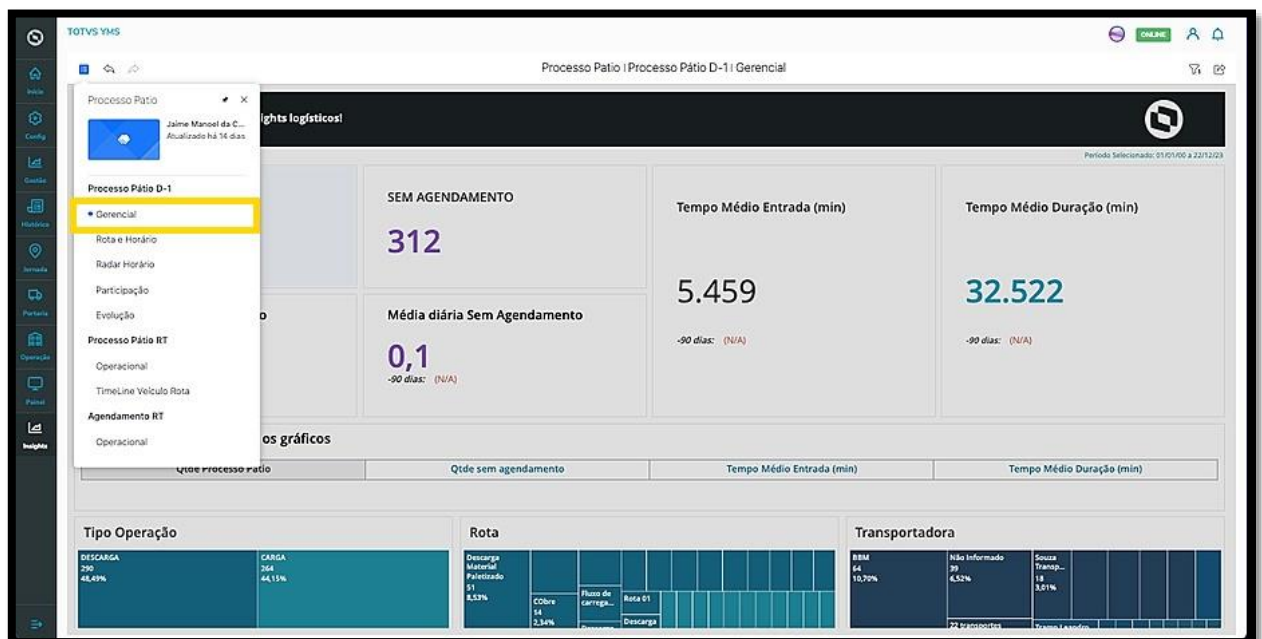 TOTVS YMS
ONLINE
Processo Patio | Processo Pátio D-1 | Gerencial
Início
Config
Gestão
Histórico
Jornada
Portaria
Operação
Painel
Insights
Processo Patio
Jaime Manoel da C...
Atualizado há 14 dias
Processo Pátio D-1
Gerencial
Rota e Horário
Radar Horário
Participação
Evolução
Processo Pátio RT
Operacional
TimeLine Veículo Rota
Agendamento RT
Operacional
ights logísticos!
Período Selecionado: 01/01/00 a 22/12/23
SEM AGENDAMENTO
312
o
Média diária Sem Agendamento
0,1
-90 dias: (N/A)
Tempo Médio Entrada (min)
5.459
-90 dias: (N/A)
Tempo Médio Duração (min)
32.522
-90 dias: (N/A)
os gráficos
Qtde Processo Patio
Qtde sem agendamento
Tempo Médio Entrada (min)
Tempo Médio Duração (min)
Tipo Operação
DESCARGA
290
48,49%
CARGA
264
44,15%
Rota
Descarga
Material
Paletizado
51
8,53%
CObre
14
2,34%
Fluxo de
carrega...
Rota 01
Descarga
Transportadora
BBM
64
10,70%
Não Informado
39
6,52%
Souza
Transp...
18
3,01%
22 transportes
Transp Leandro